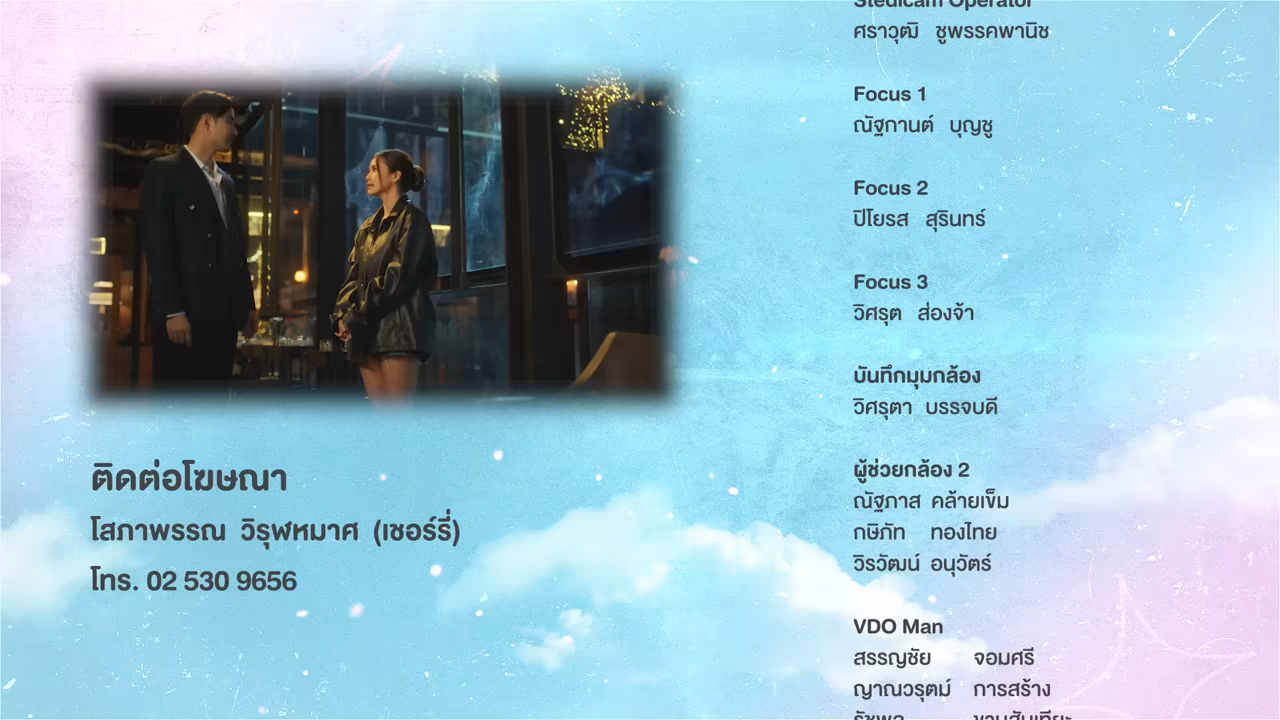 ติดต่อโฆษณา
โสภาพรรณ วิรุฬหมาศ (เชอร์รี่)
โทร. 02 530 9656
Stedicam Operator
ศราวุฒิ ชูพรรคพานิช
Focus 1
ณัฐกานต์ บุญชู
Focus 2
ปิโยรส สุรินทร์
Focus 3
วิศรุต ส่องจ้า
บันทึกมุมกล้อง
วิศรุตา บรรจบดี
ผู้ช่วยกล้อง 2
ณัฐภาส คล้ายเข็ม
กษิภัท ทองไทย
วิรวัฒน์ อนุวัตร์
VDO Man
สรรญชัย จอมศรี
ญาณวรุตม์ การสร้าง